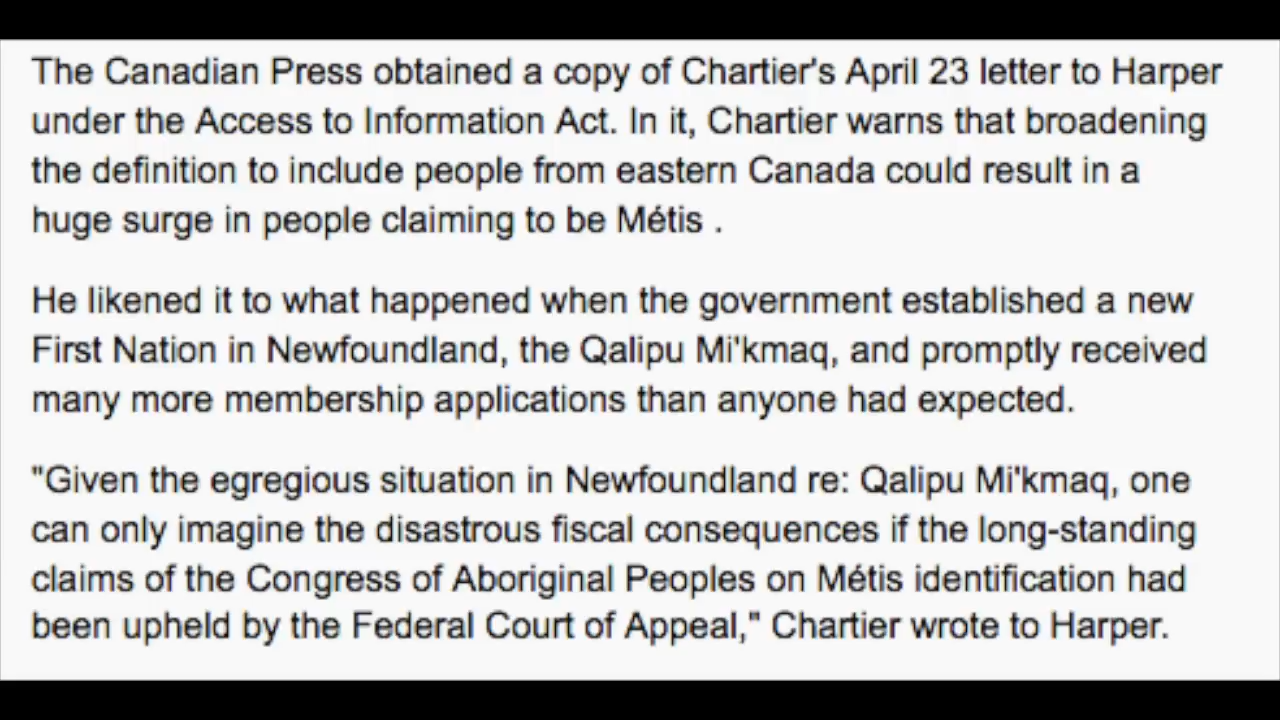 The Canadian Press obtained a copy of Chartier's April 23 letter to Harper
under the Access to Information Act. In it, Chartier warns that broadening
the definition to include people from eastern Canada could result in a
huge surge in people claiming to be Métis .
He likened it to what happened when the government established a new
First Nation in Newfoundland, the Qalipu Mi'kmaq, and promptly received
many more membership applications than anyone had expected.
"Given the egregious situation in Newfoundland re: Qalipu Mi'kmaq, one
can only imagine the disastrous fiscal consequences if the long-standing
claims of the Congress of Aboriginal Peoples on Métis identification had
been upheld by the Federal Court of Appeal," Chartier wrote to Harper.